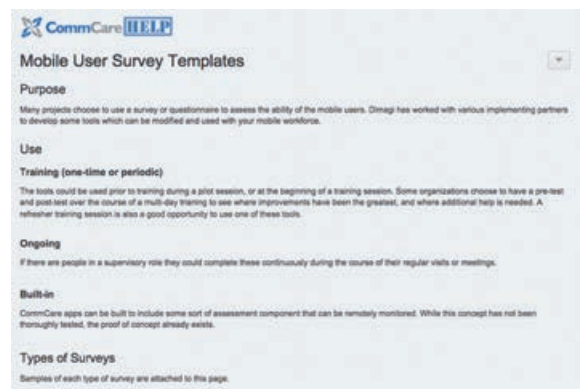 CommCare HELP
Mobile User Survey Templates
Purpose
Many projects choose to use a survey or questionnaire to assess the ability of the mobile users. Dimagi has worked with various implementing partners
to develop some tools which can be modified and used with your mobile workforce.
Use
Training (one-time or periodic)
The tools could be used prior to training during a pilot session, or at the beginning of a training session. Some organizations choose to have a pre-test
and post-test over the course of a multi-day training to see where improvements have been the greatest, and where additional help is needed. A
refresher training session is also a good opportunity to use one of these tools.
Ongoing
If there are people in a supervisory role they could complete these continuously during the course of their regular visits or meetings.
Built-in
CommCare apps can be built to include some sort of assessment component that can be remotely monitored. While this concept has not been
thoroughly tested, the proof of concept already exists.
Types of Surveys
Samples of each type of survey are attached to this page.